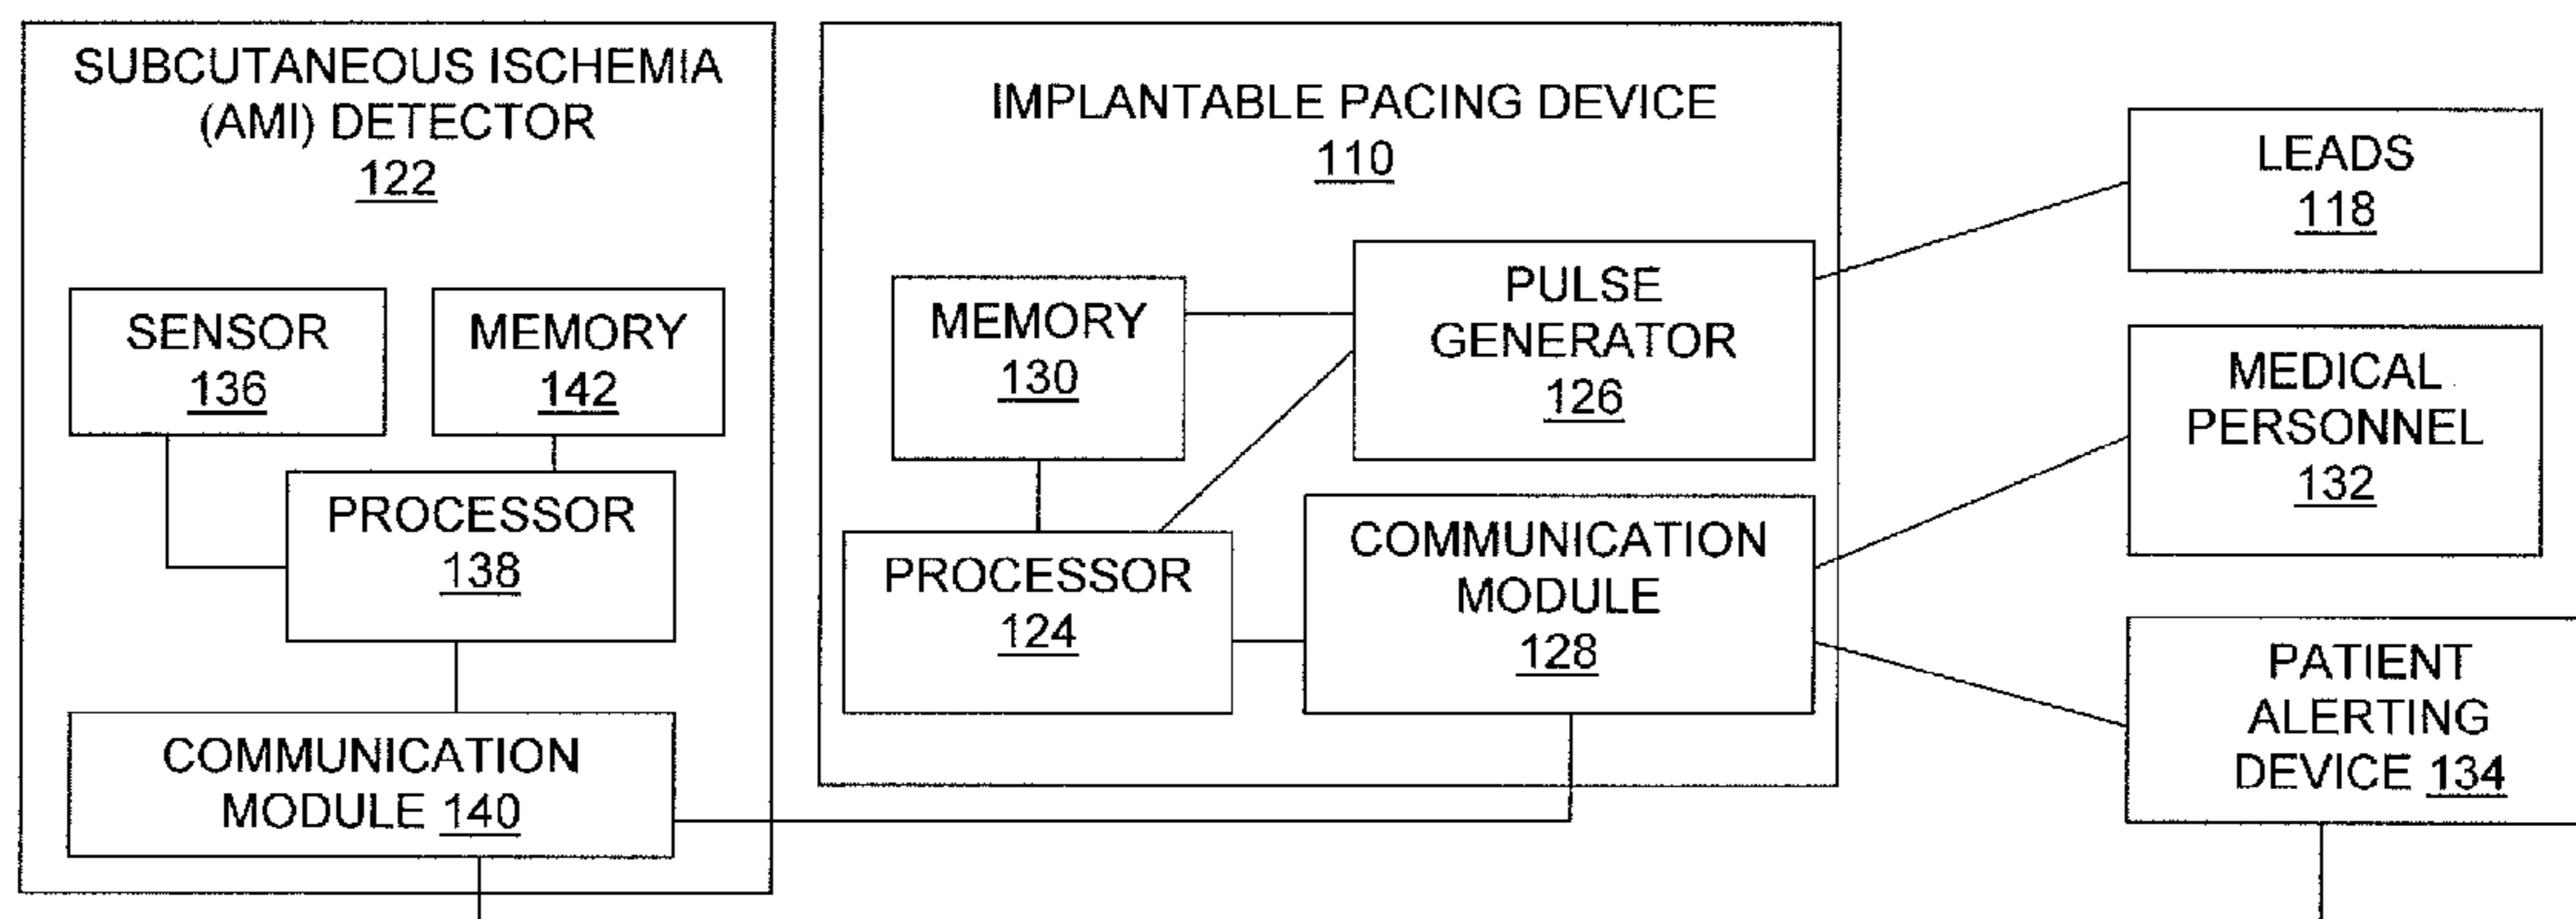 SUBCUTANEOUS ISCHEMIA
(AMI) DETECTOR
122
SENSOR
136
MEMORY
142
PROCESSOR
138
COMMUNICATION
MODULE 140
IMPLANTABLE PACING DEVICE
110
MEMORY
130
PULSE
GENERATOR
126
PROCESSOR
124
COMMUNICATION
MODULE
128
LEADS
118
MEDICAL
PERSONNEL
132
PATIENT
ALERTING
DEVICE 134